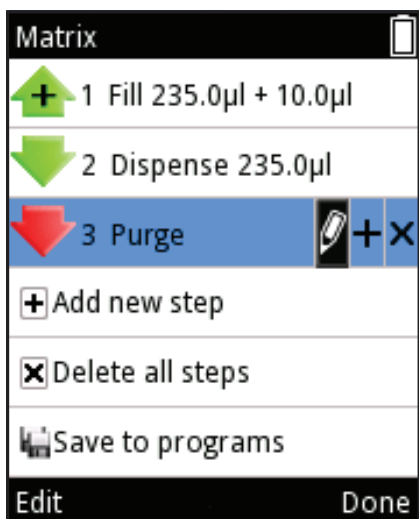 Matrix
1 Fill 235.0µl + 10.0µl
2 Dispense 235.0µl
3 Purge
Add new step
Delete all steps
Save to programs
Edit Done